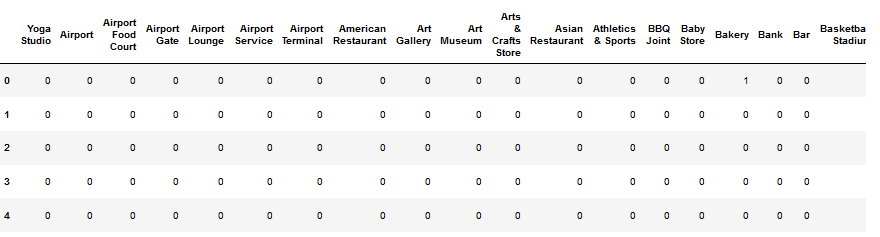 Yoga Studio Airport Airport Food Court Airport Gate Airport Lounge Airport Service Airport Terminal American Restaurant Art Gallery Art Museum Arts & Crafts Store Asian Restaurant Athletics & Sports BBQ Joint Baby Store Bakery Bank Bar Basketba Stadiur
0 0 0 0 0 0 0 0 0 0 0 0 0 0 0 0 1 0 0
1 0 0 0 0 0 0 0 0 0 0 0 0 0 0 0 0 0 0
2 0 0 0 0 0 0 0 0 0 0 0 0 0 0 0 0 0 0
3 0 0 0 0 0 0 0 0 0 0 0 0 0 0 0 0 0 0
4 0 0 0 0 0 0 0 0 0 0 0 0 0 0 0 0 0 0